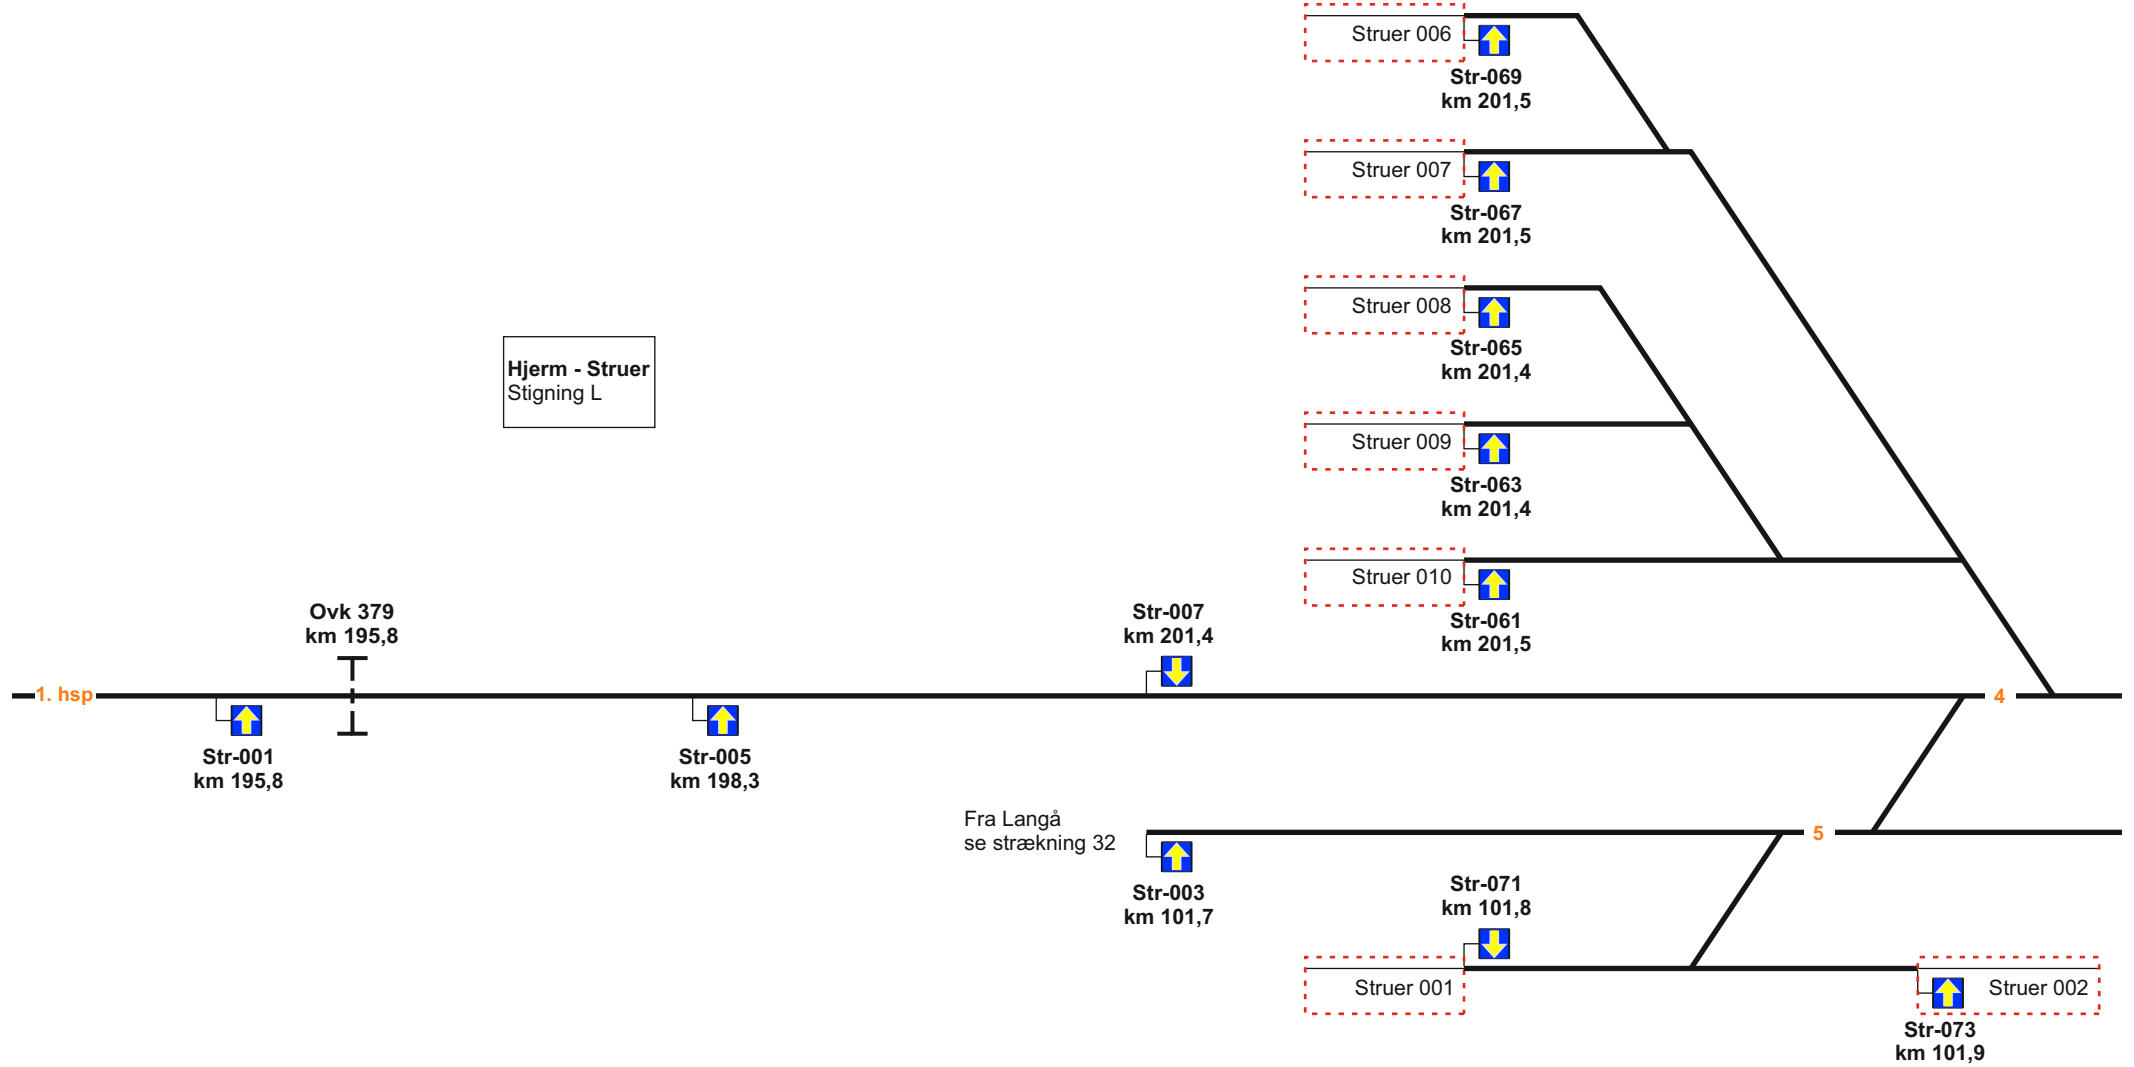 Struer 006
Str-069
km 201,5
Struer 007
Str-067
km 201,5
Struer 008
Str-065
km 201,4
Hjerm - Struer
Stigning L
Struer 009
Str-063
km 201,4
Struer 010
Str-061
km 201,5
Ovk 379
km 195,8
Str-007
km 201,4
1. hsp
4
Str-001
km 195,8
Str-005
km 198,3
Fra Langå
se strækning 32
5
Str-003
km 101,7
Str-071
km 101,8
Struer 001
Struer 002
Str-073
km 101,9